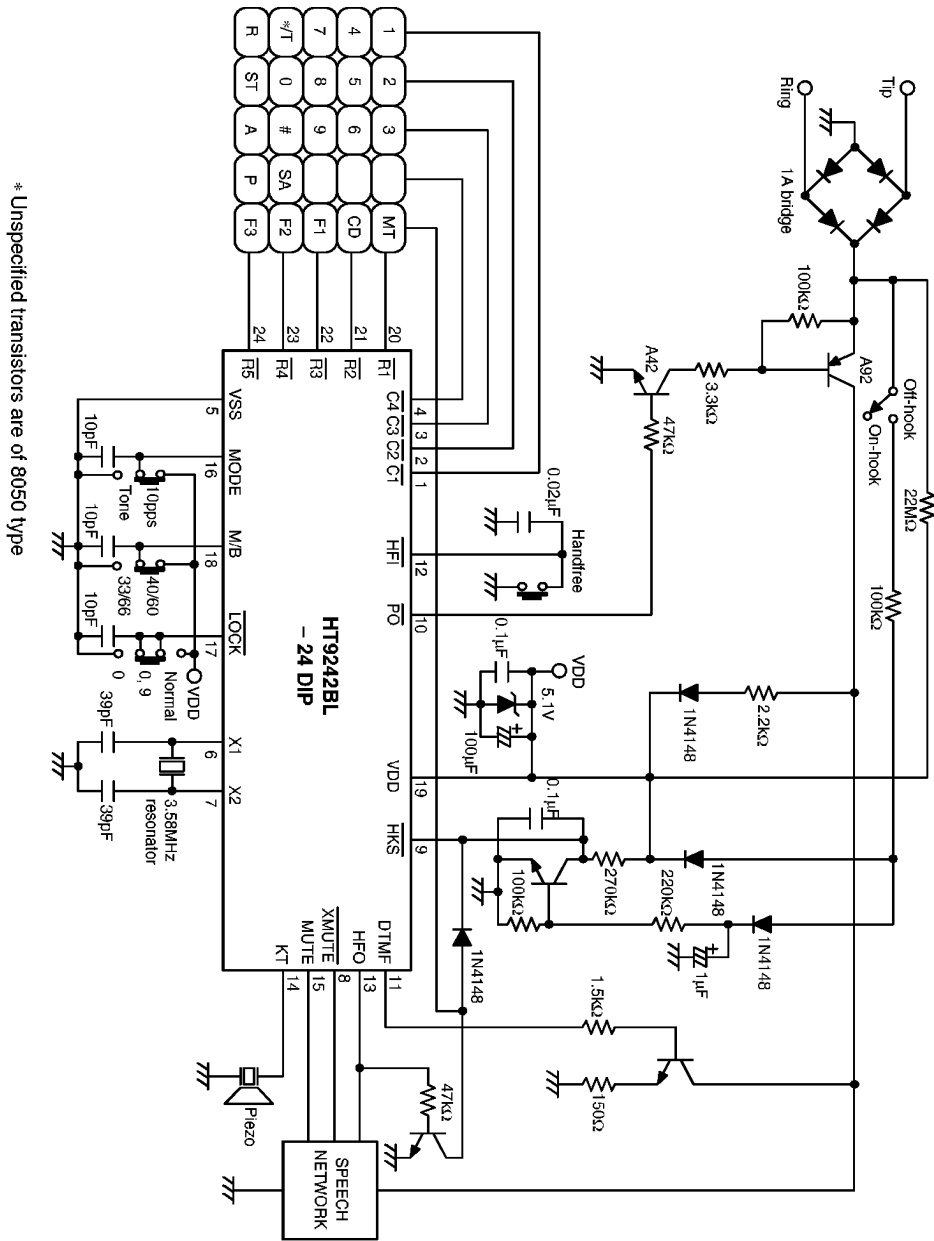 Tip
Ring
1A bridge
100kΩ
A92
Off-hook
On-hook
22MΩ
A42
3.3kΩ
47kΩ
100kΩ
1 2 3 MT
4 5 6 CD
7 8 9 F1
*/T 0 # SA F2
R ST A P F3
20 21 22 23 24
R1 R2 R3 R4 R5
C4 C3 C2 C1
4 3 2 1
HFI
12
PO
10
VDD
19
HKS
9
0.02µF
Handfree
0.1µF
5.1V
VDD
100µF
1N4148
2.2kΩ
0.1µF
270kΩ
1N4148
100kΩ
220kΩ
1N4148
1µF
1N4148
1.5kΩ
150Ω
47kΩ
HT9242BL
– 24 DIP
VSS
5
MODE
16
M/B
18
LOCK
17
X1
6
X2
7
10pF
10pps
Tone
10pF
40/60
33/66
10pF
Normal
0, 9
0
VDD
39pF
39pF
3.58MHz
resonator
DTMF
11
HFO
13
XMUTE
8
MUTE
15
KT
14
Piezo
SPEECH
NETWORK
* Unspecified transistors are of 8050 type